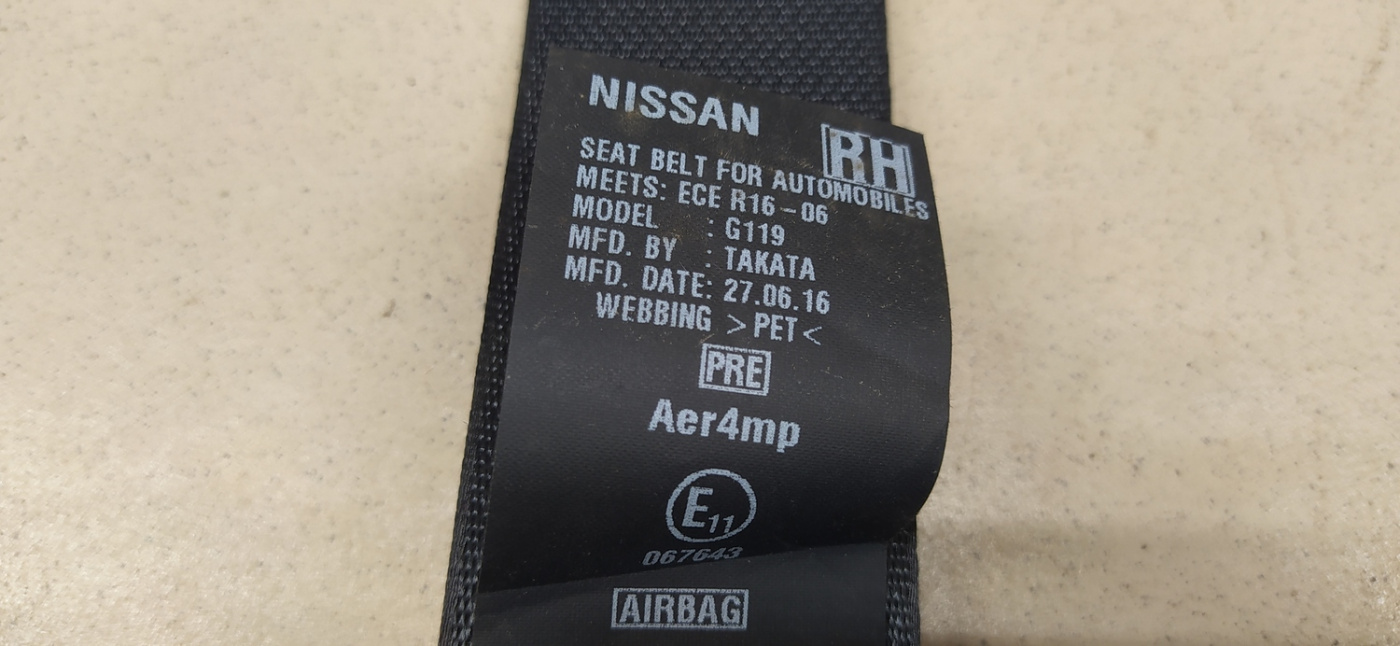 NISSAN
RH
SEAT BELT FOR AUTOMOBILES
MEETS: ECE R16-06
MODEL : G119
MFD. BY : TAKATA
MFD. DATE: 27.06.16
WEBBING >PET<
PRE
Aer4mp
E11
067643
AIRBAG